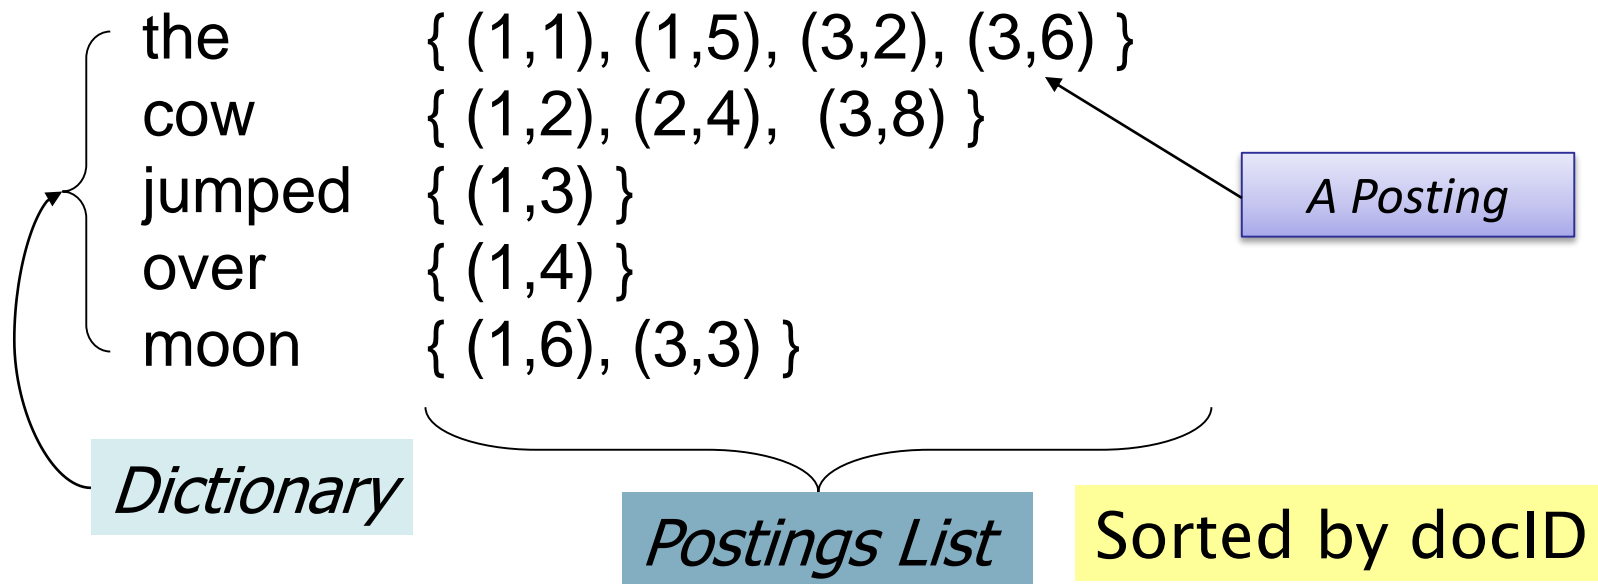 the { (1,1), (1,5), (3,2), (3,6) }
cow { (1,2), (2,4), (3,8) }
jumped { (1,3) }
over { (1,4) }
moon { (1,6), (3,3) }
A Posting
Dictionary
Postings List
Sorted by docID